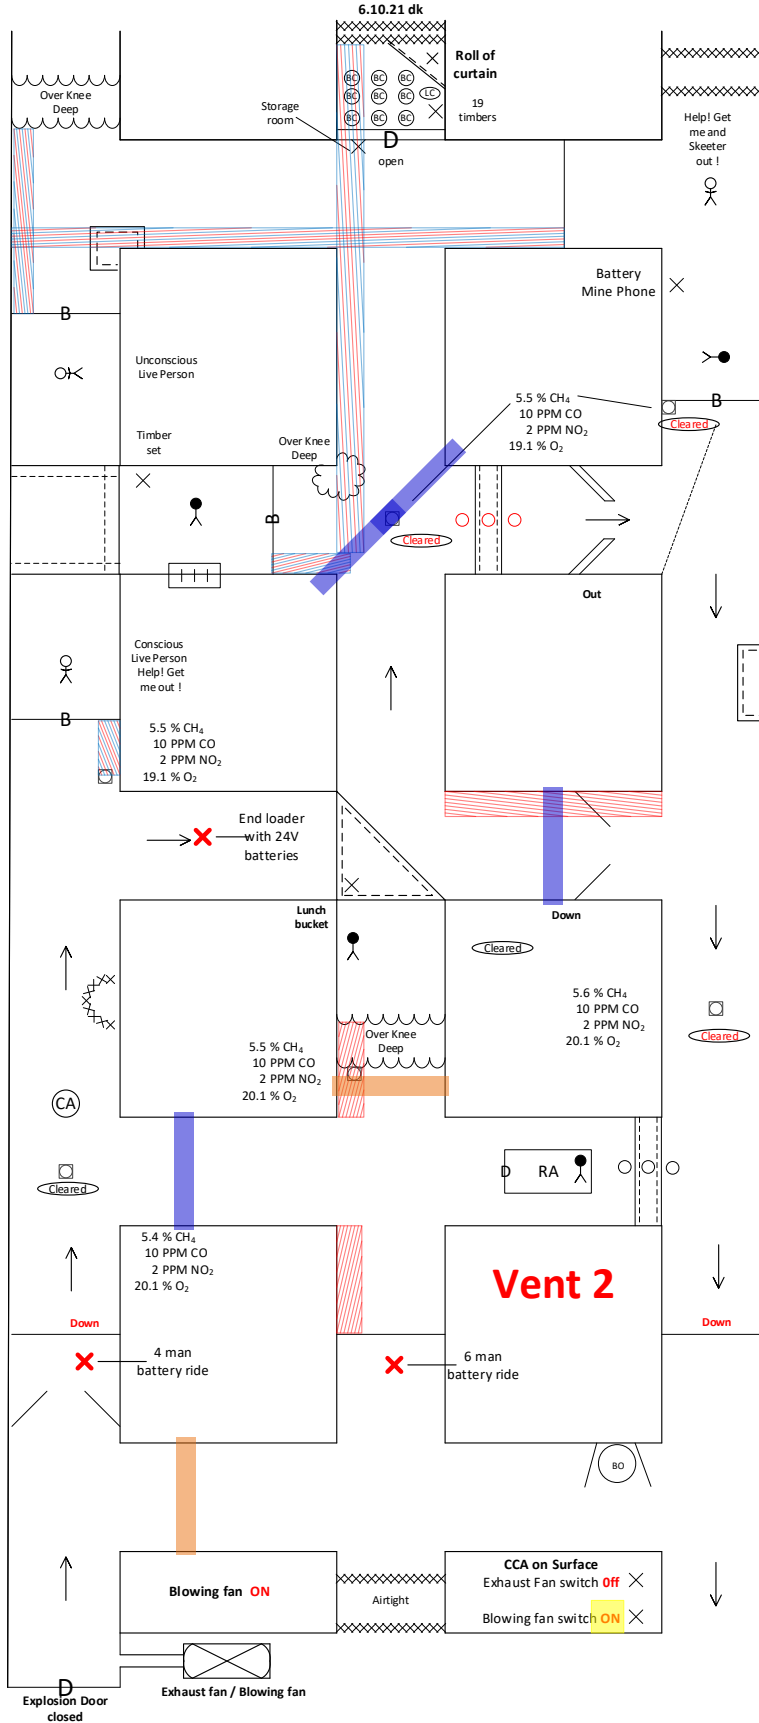 6.10.21 dk
Roll of
curtain
19
timbers
BC BC BC
BC BC BC
BC BC BC
LC
Over Knee
Deep
Storage
room
D
open
Help! Get
me and
Skeeter
out !
Battery
Mine Phone
B
Unconscious
Live Person
5.5 % CH₄
10 PPM CO
2 PPM NO₂
19.1 % O₂
B
Cleared
Timber
set
Over Knee
Deep
B
Cleared
Out
Conscious
Live Person
Help! Get
me out !
B
5.5 % CH₄
10 PPM CO
2 PPM NO₂
19.1 % O₂
End loader
with 24V
batteries
Lunch
bucket
Down
Cleared
5.6 % CH₄
10 PPM CO
2 PPM NO₂
20.1 % O₂
Over Knee
Deep
Cleared
5.5 % CH₄
10 PPM CO
2 PPM NO₂
20.1 % O₂
CA
D
RA
Cleared
5.4 % CH₄
10 PPM CO
2 PPM NO₂
20.1 % O₂
Vent 2
Down
Down
4 man
battery ride
6 man
battery ride
BO
Blowing fan ON
Airtight
CCA on Surface
Exhaust Fan switch 0ff
Blowing fan switch ON
D
Explosion Door
closed
Exhaust fan / Blowing fan